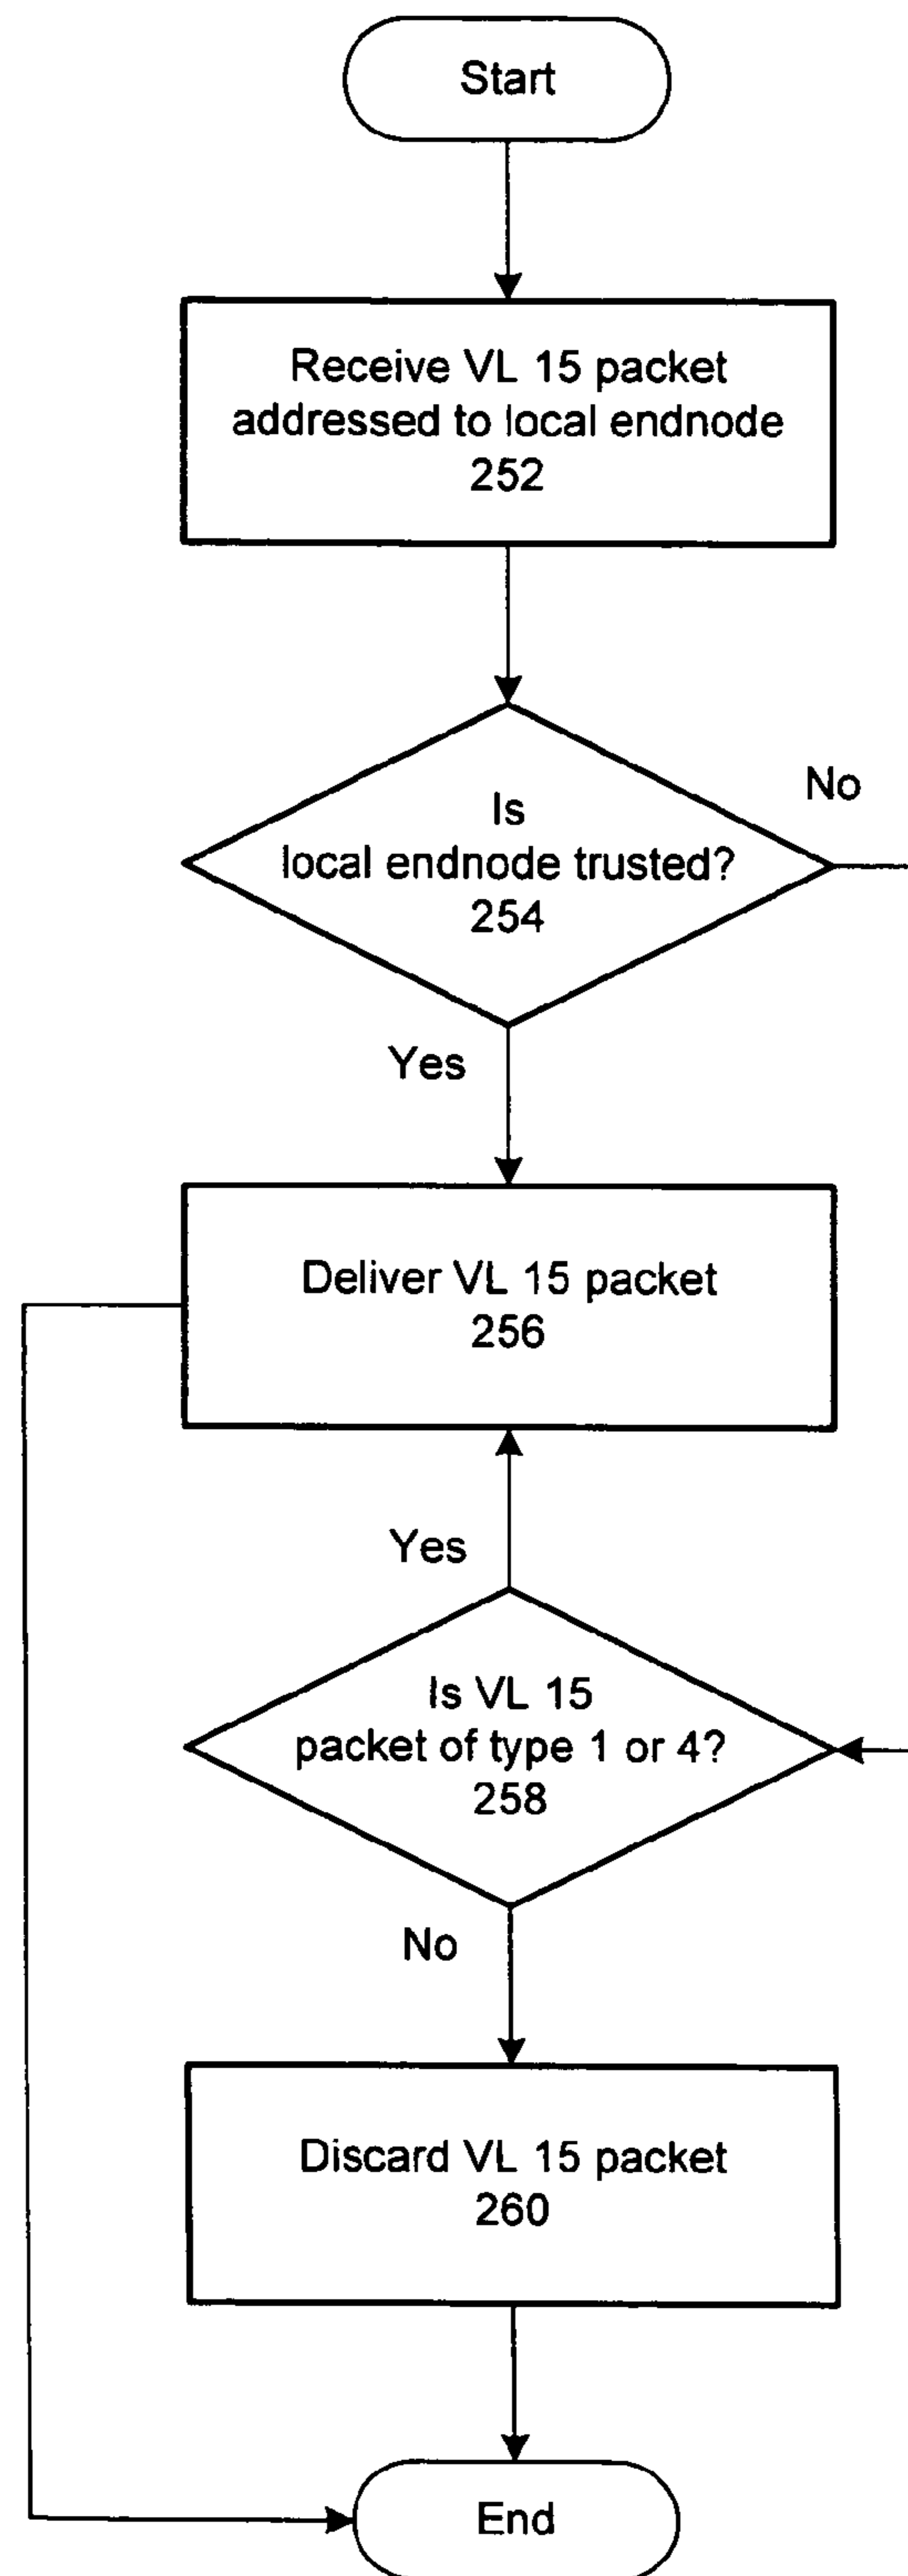 Start
Receive VL 15 packet
addressed to local endnode
252
Is
local endnode trusted?
254
No
Yes
Deliver VL 15 packet
256
Yes
Is VL 15
packet of type 1 or 4?
258
No
Discard VL 15 packet
260
End